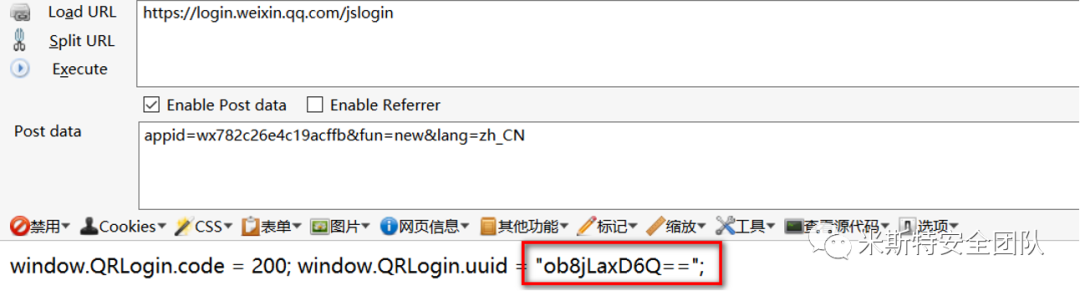 Load URL
https://login.weixin.qq.com/jslogin
Split URL
Execute
Enable Post data Enable Referrer
Post data
appid=wx782c26e4c19acffb&fun=new&lang=zh_CN
禁用 Cookies CSS 表单 图片 网页信息 其他功能 标记 缩放 工具 查看源代码 选项
米斯特安全团队
window.QRLogin.code = 200; window.QRLogin.uuid = "ob8jLaxD6Q==";